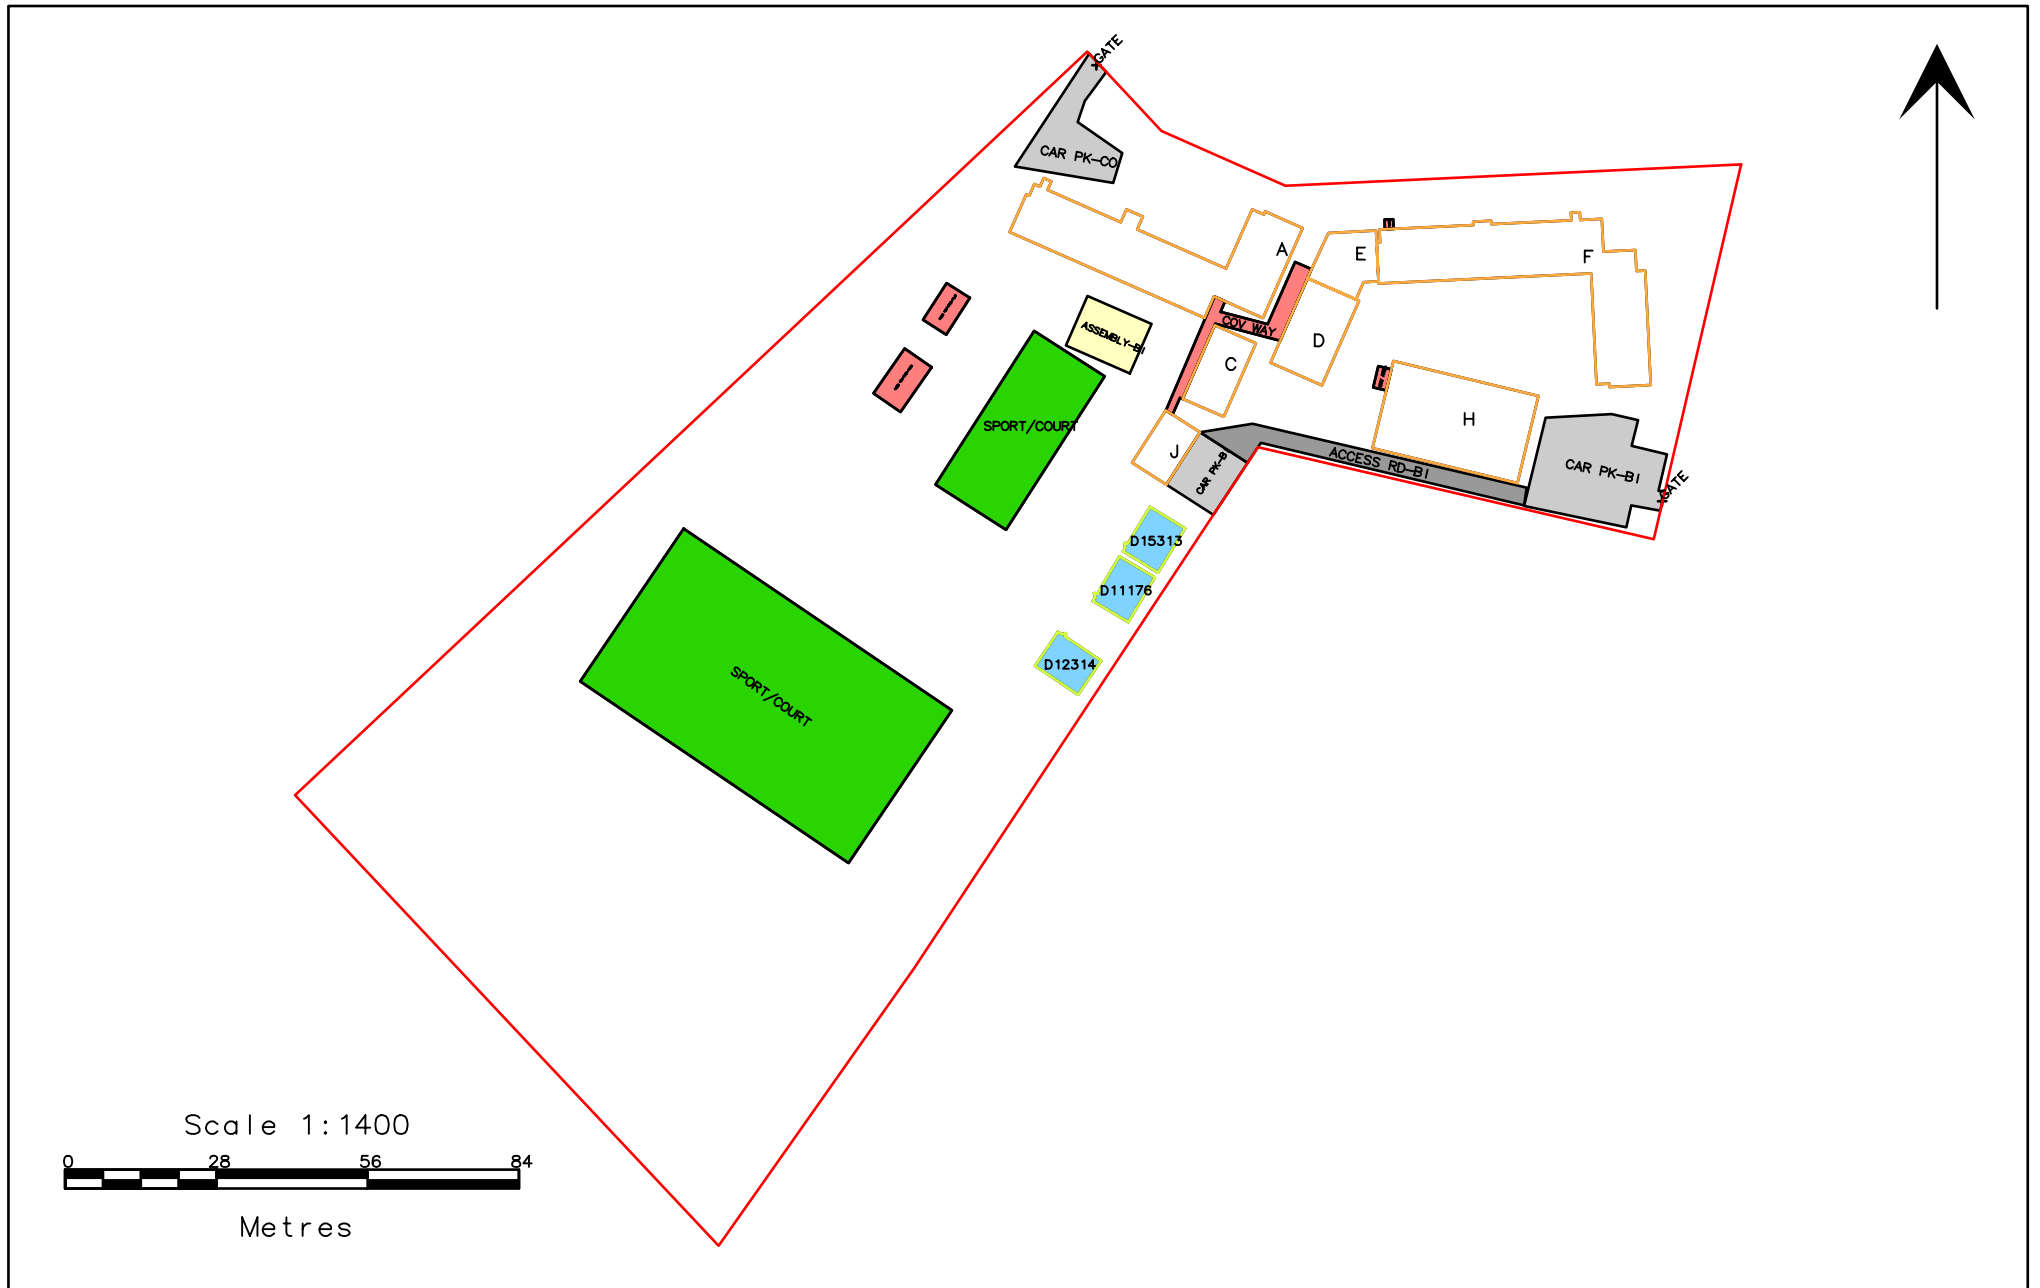 GATE
CAR PK-CO
A
E
F
COV WAY
ASSEMBLY-BI
D
C
H
SPORT/COURT
J
ACCESS RD-BI
CAR PK-B
CAR PK-BI
GATE
D15313
D11176
D12314
SPORT/COURT
Scale 1:1400
0 28 56 84
Metres